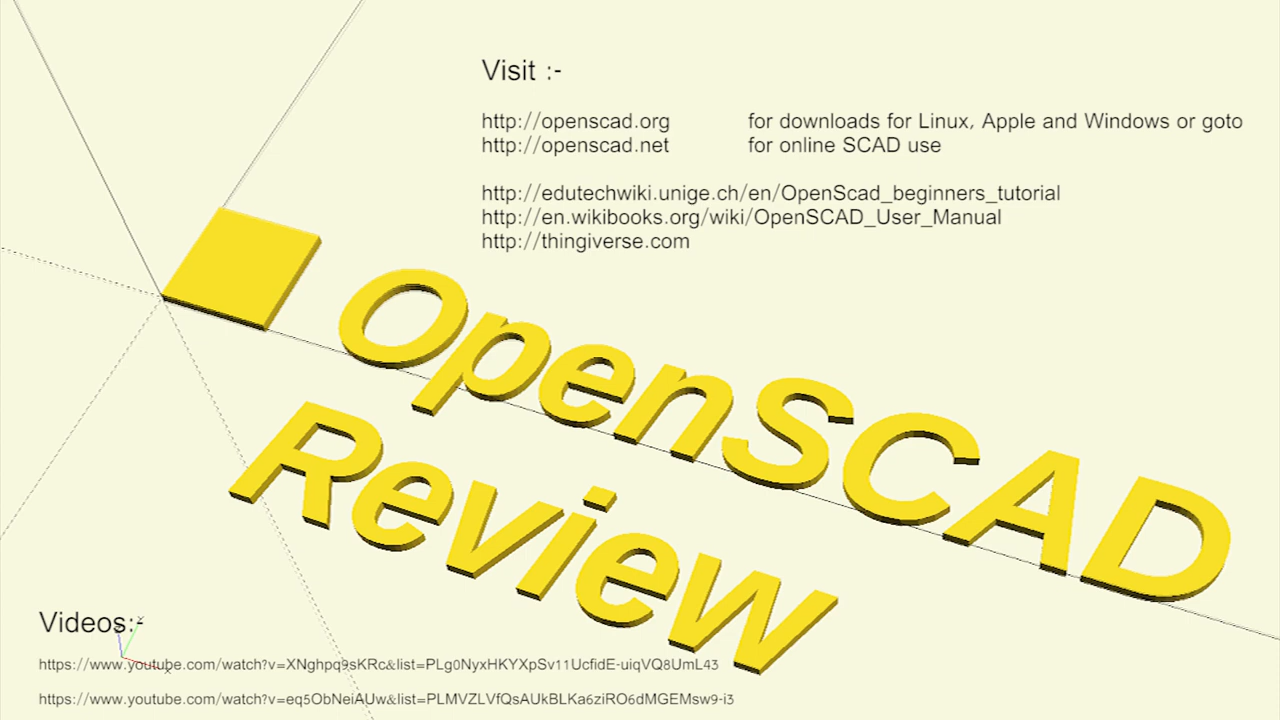 Visit :-
http://openscad.org for downloads for Linux, Apple and Windows or goto
http://openscad.net for online SCAD use
http://edutechwiki.unige.ch/en/OpenScad_beginners_tutorial
http://en.wikibooks.org/wiki/OpenSCAD_User_Manual
http://thingiverse.com
OpenSCAD
Review
Videos:-
https://www.youtube.com/watch?v=XNghpq9sKRc&list=PLg0NyxHKYXpSv11UcfidE-uiqVQ8UmL43
https://www.youtube.com/watch?v=eq5ObNeiAUw&list=PLMVZLVfQsAUkBLKa6ziRO6dMGEMsw9-i3